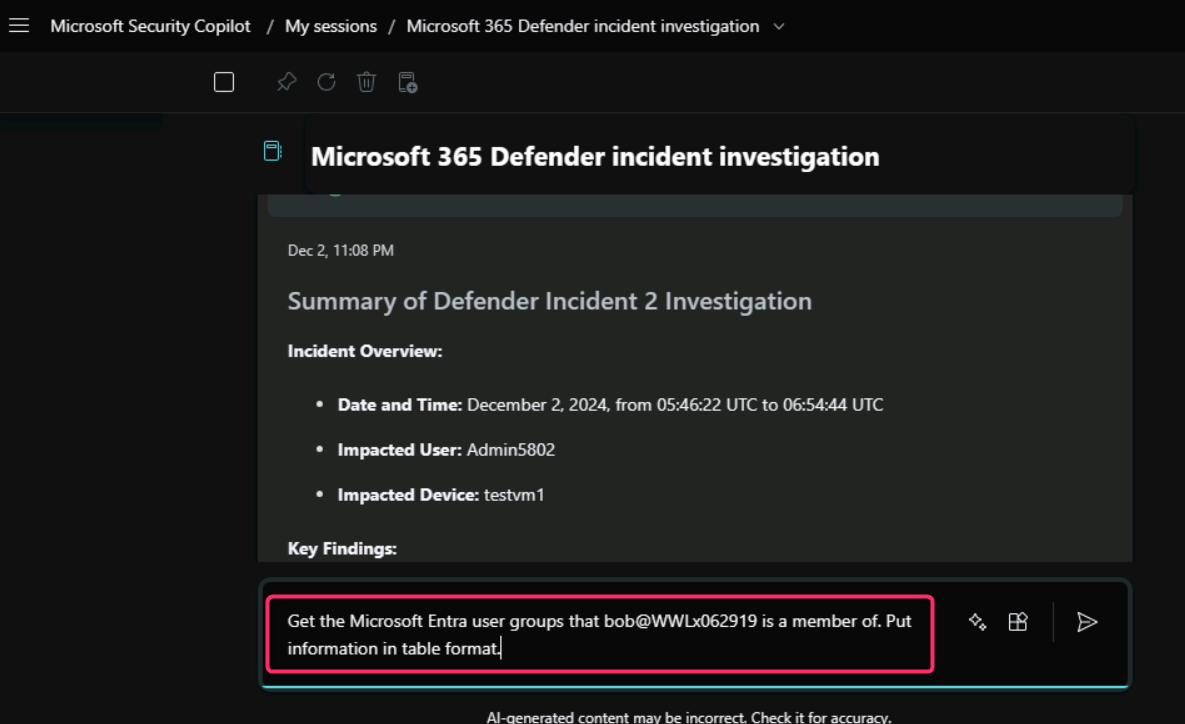 Microsoft Security Copilot / My sessions / Microsoft 365 Defender incident investigation
Microsoft 365 Defender incident investigation
Dec 2, 11:08 PM
Summary of Defender Incident 2 Investigation
Incident Overview:
• Date and Time: December 2, 2024, from 05:46:22 UTC to 06:54:44 UTC
• Impacted User: Admin5802
• Impacted Device: testvm1
Key Findings:
Get the Microsoft Entra user groups that bob@WWLx062919 is a member of. Put
information in table format.
AI-generated content may be incorrect. Check it for accuracy.